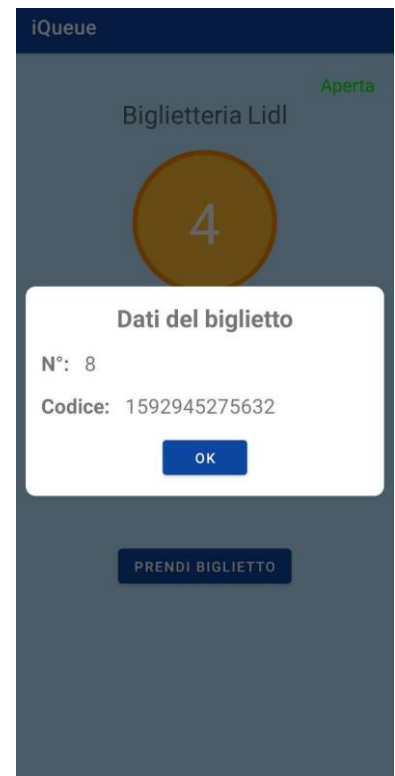 iQueue
Aperta
Biglietteria Lidl
4
Dati del biglietto
N°: 8
Codice: 1592945275632
OK
PRENDI BIGLIETTO